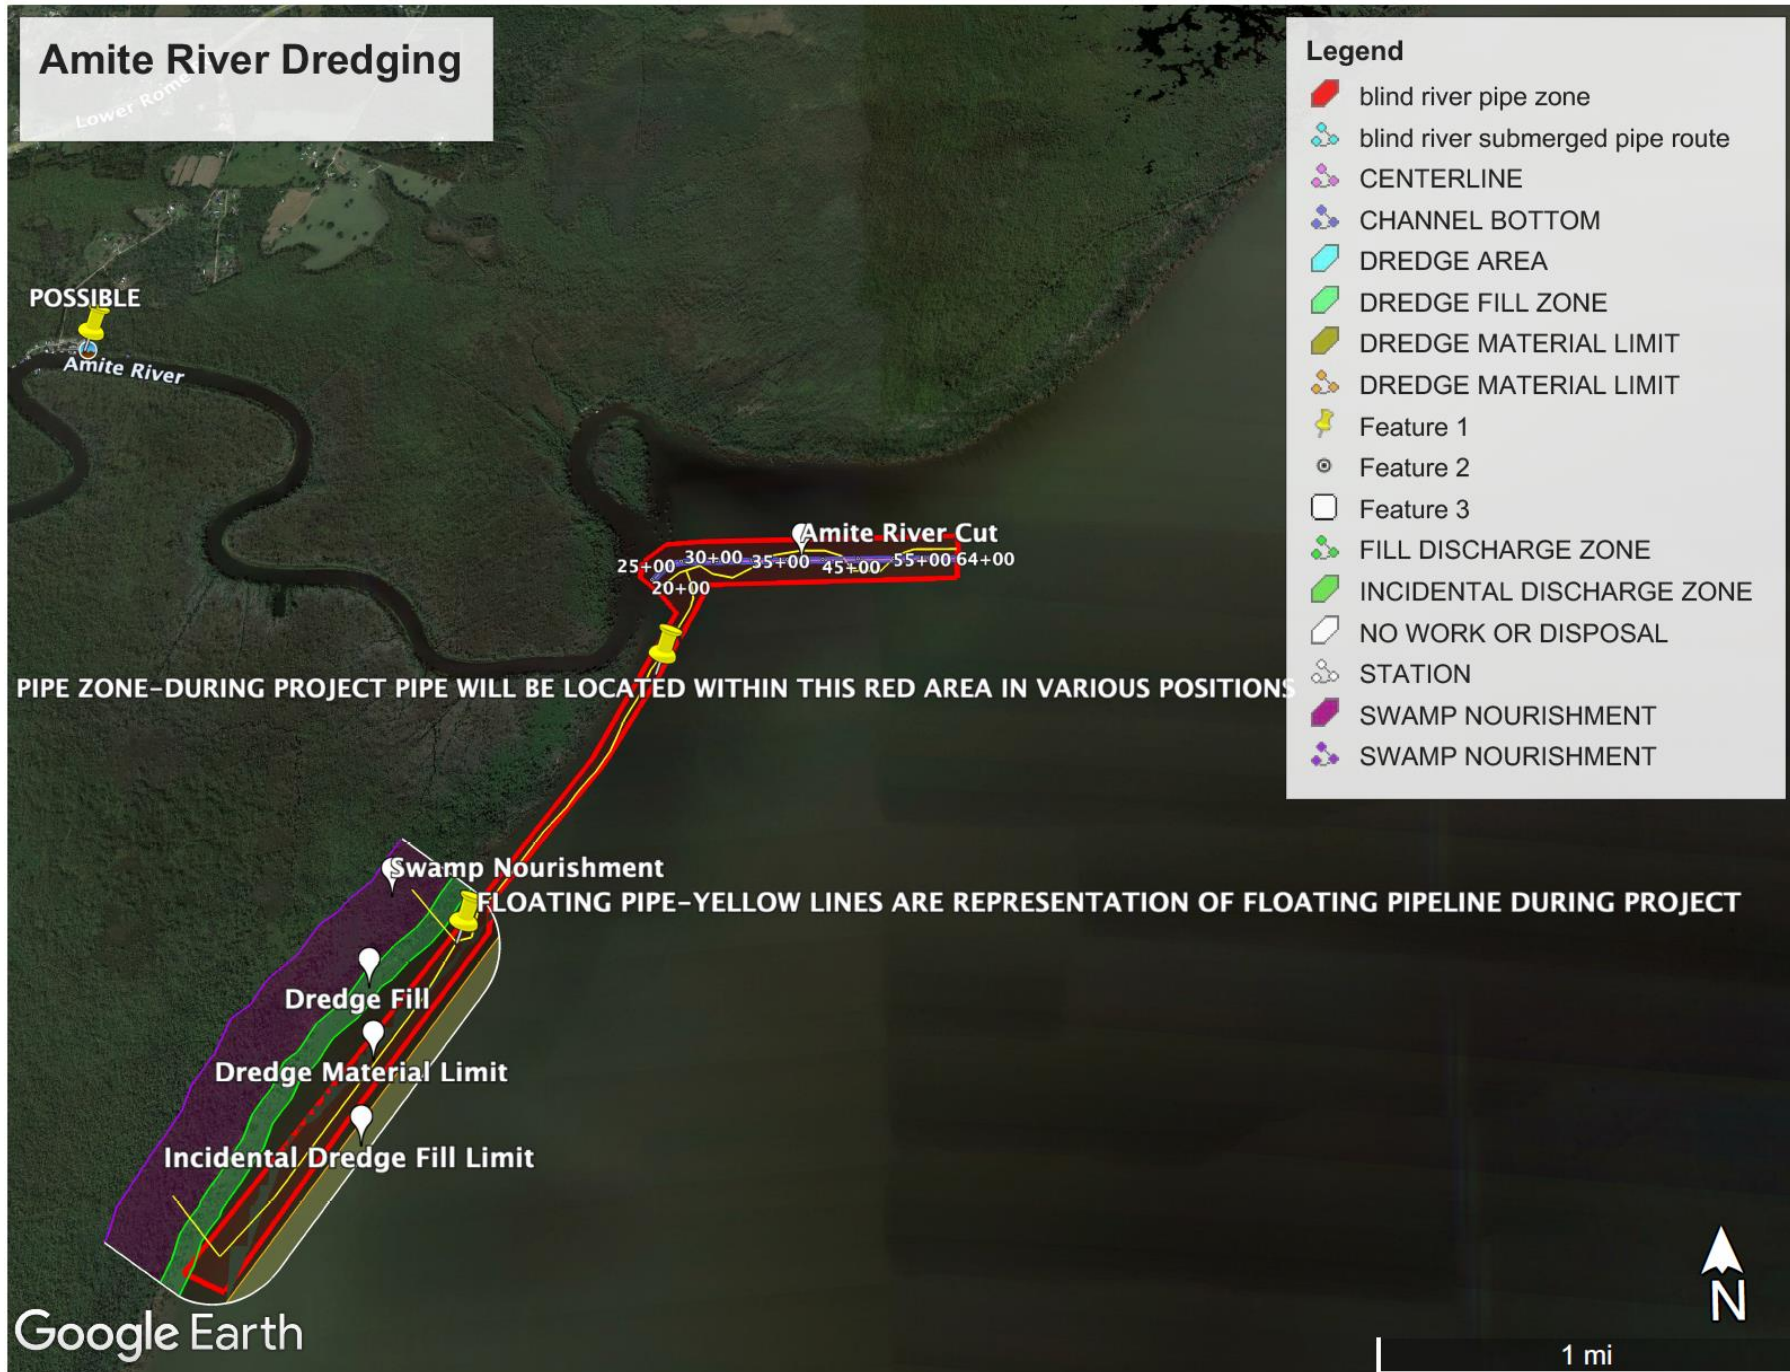 Amite River Dredging
Lower Rome
Legend
blind river pipe zone
blind river submerged pipe route
CENTERLINE
CHANNEL BOTTOM
DREDGE AREA
DREDGE FILL ZONE
DREDGE MATERIAL LIMIT
DREDGE MATERIAL LIMIT
Feature 1
Feature 2
Feature 3
FILL DISCHARGE ZONE
INCIDENTAL DISCHARGE ZONE
NO WORK OR DISPOSAL
STATION
SWAMP NOURISHMENT
SWAMP NOURISHMENT
POSSIBLE
Amite River
Amite River Cut
25+00 30+00 35+00 45+00 55+00 64+00
20+00
PIPE ZONE-DURING PROJECT PIPE WILL BE LOCATED WITHIN THIS RED AREA IN VARIOUS POSITIONS
Swamp Nourishment
FLOATING PIPE-YELLOW LINES ARE REPRESENTATION OF FLOATING PIPELINE DURING PROJECT
Dredge Fill
Dredge Material Limit
Incidental Dredge Fill Limit
Google Earth
N
1 mi